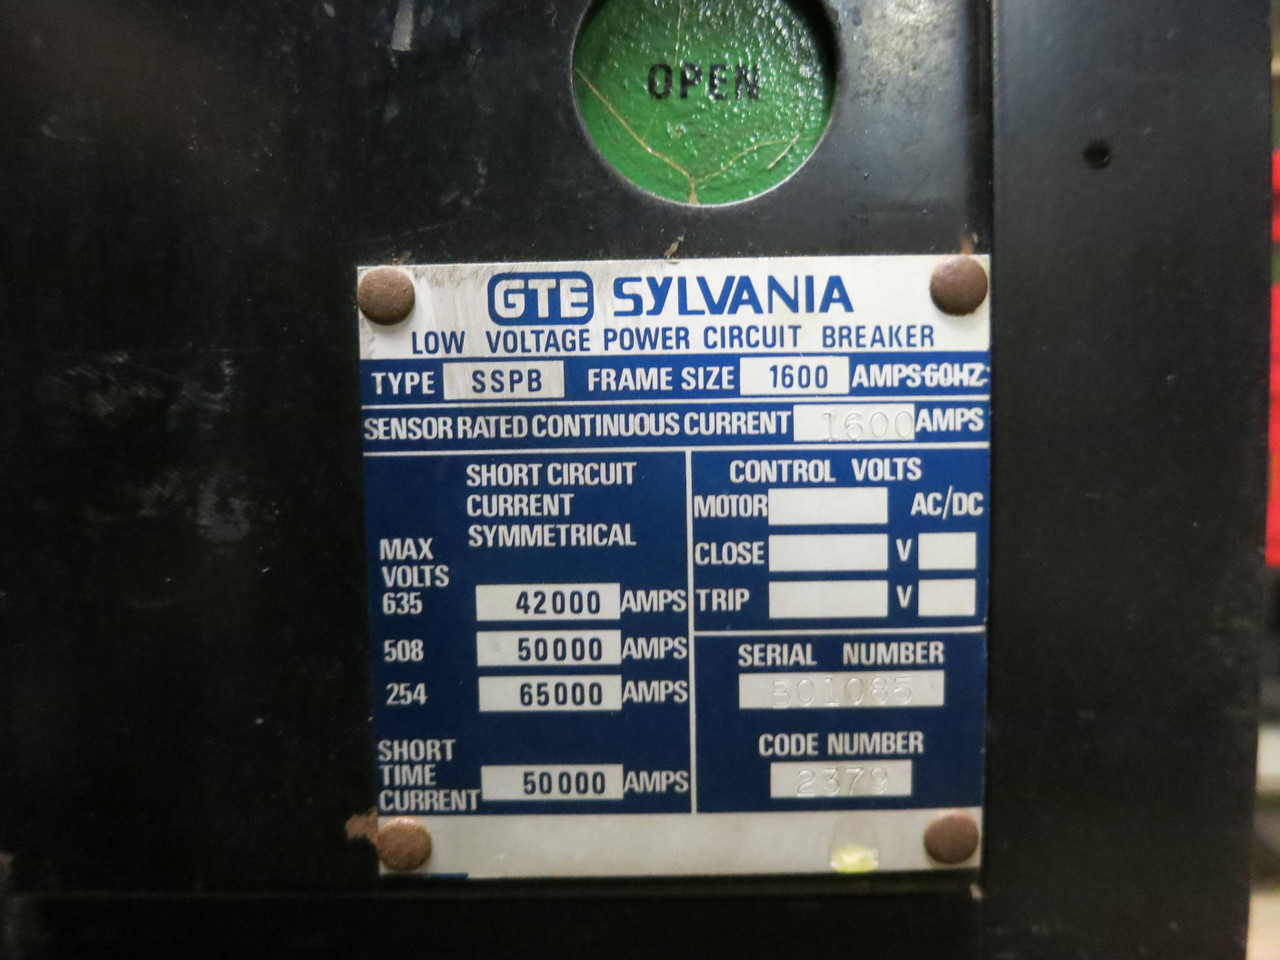 OPEN
GTE SYLVANIA
LOW VOLTAGE POWER CIRCUIT BREAKER
TYPE SSPB FRAME SIZE 1600 AMPS-60HZ
SENSOR RATED CONTINUOUS CURRENT 1600 AMPS
SHORT CIRCUIT
CURRENT
SYMMETRICAL
MAX
VOLTS
635 42000 AMPS
508 50000 AMPS
254 65000 AMPS
SHORT
TIME
CURRENT 50000 AMPS
CONTROL VOLTS
MOTOR AC/DC
CLOSE V
TRIP V
SERIAL NUMBER
301085
CODE NUMBER
2379